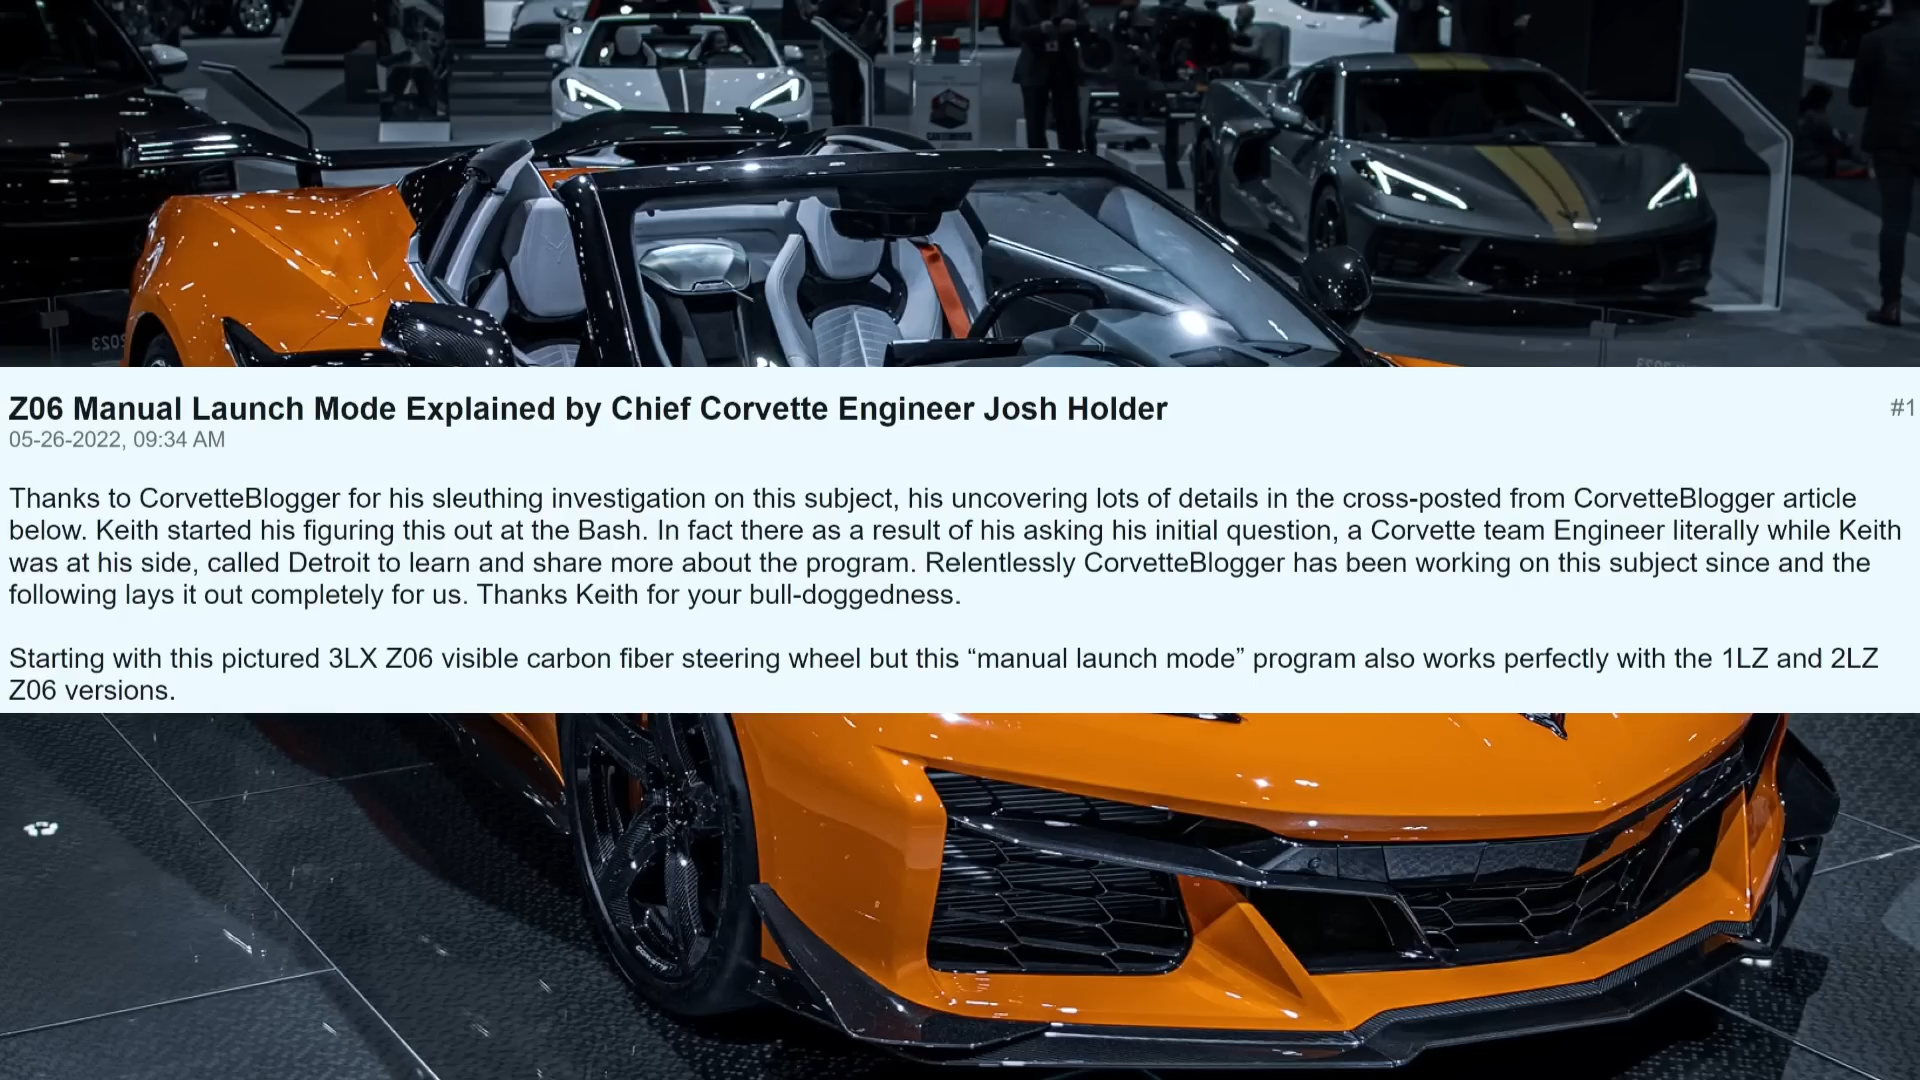 Z06 Manual Launch Mode Explained by Chief Corvette Engineer Josh Holder
#1
05-26-2022, 09:34 AM
Thanks to CorvetteBlogger for his sleuthing investigation on this subject, his uncovering lots of details in the cross-posted from CorvetteBlogger article
below. Keith started his figuring this out at the Bash. In fact there as a result of his asking his initial question, a Corvette team Engineer literally while Keith
was at his side, called Detroit to learn and share more about the program. Relentlessly CorvetteBlogger has been working on this subject since and the
following lays it out completely for us. Thanks Keith for your bull-doggedness.
Starting with this pictured 3LX Z06 visible carbon fiber steering wheel but this “manual launch mode” program also works perfectly with the 1LZ and 2LZ
Z06 versions.